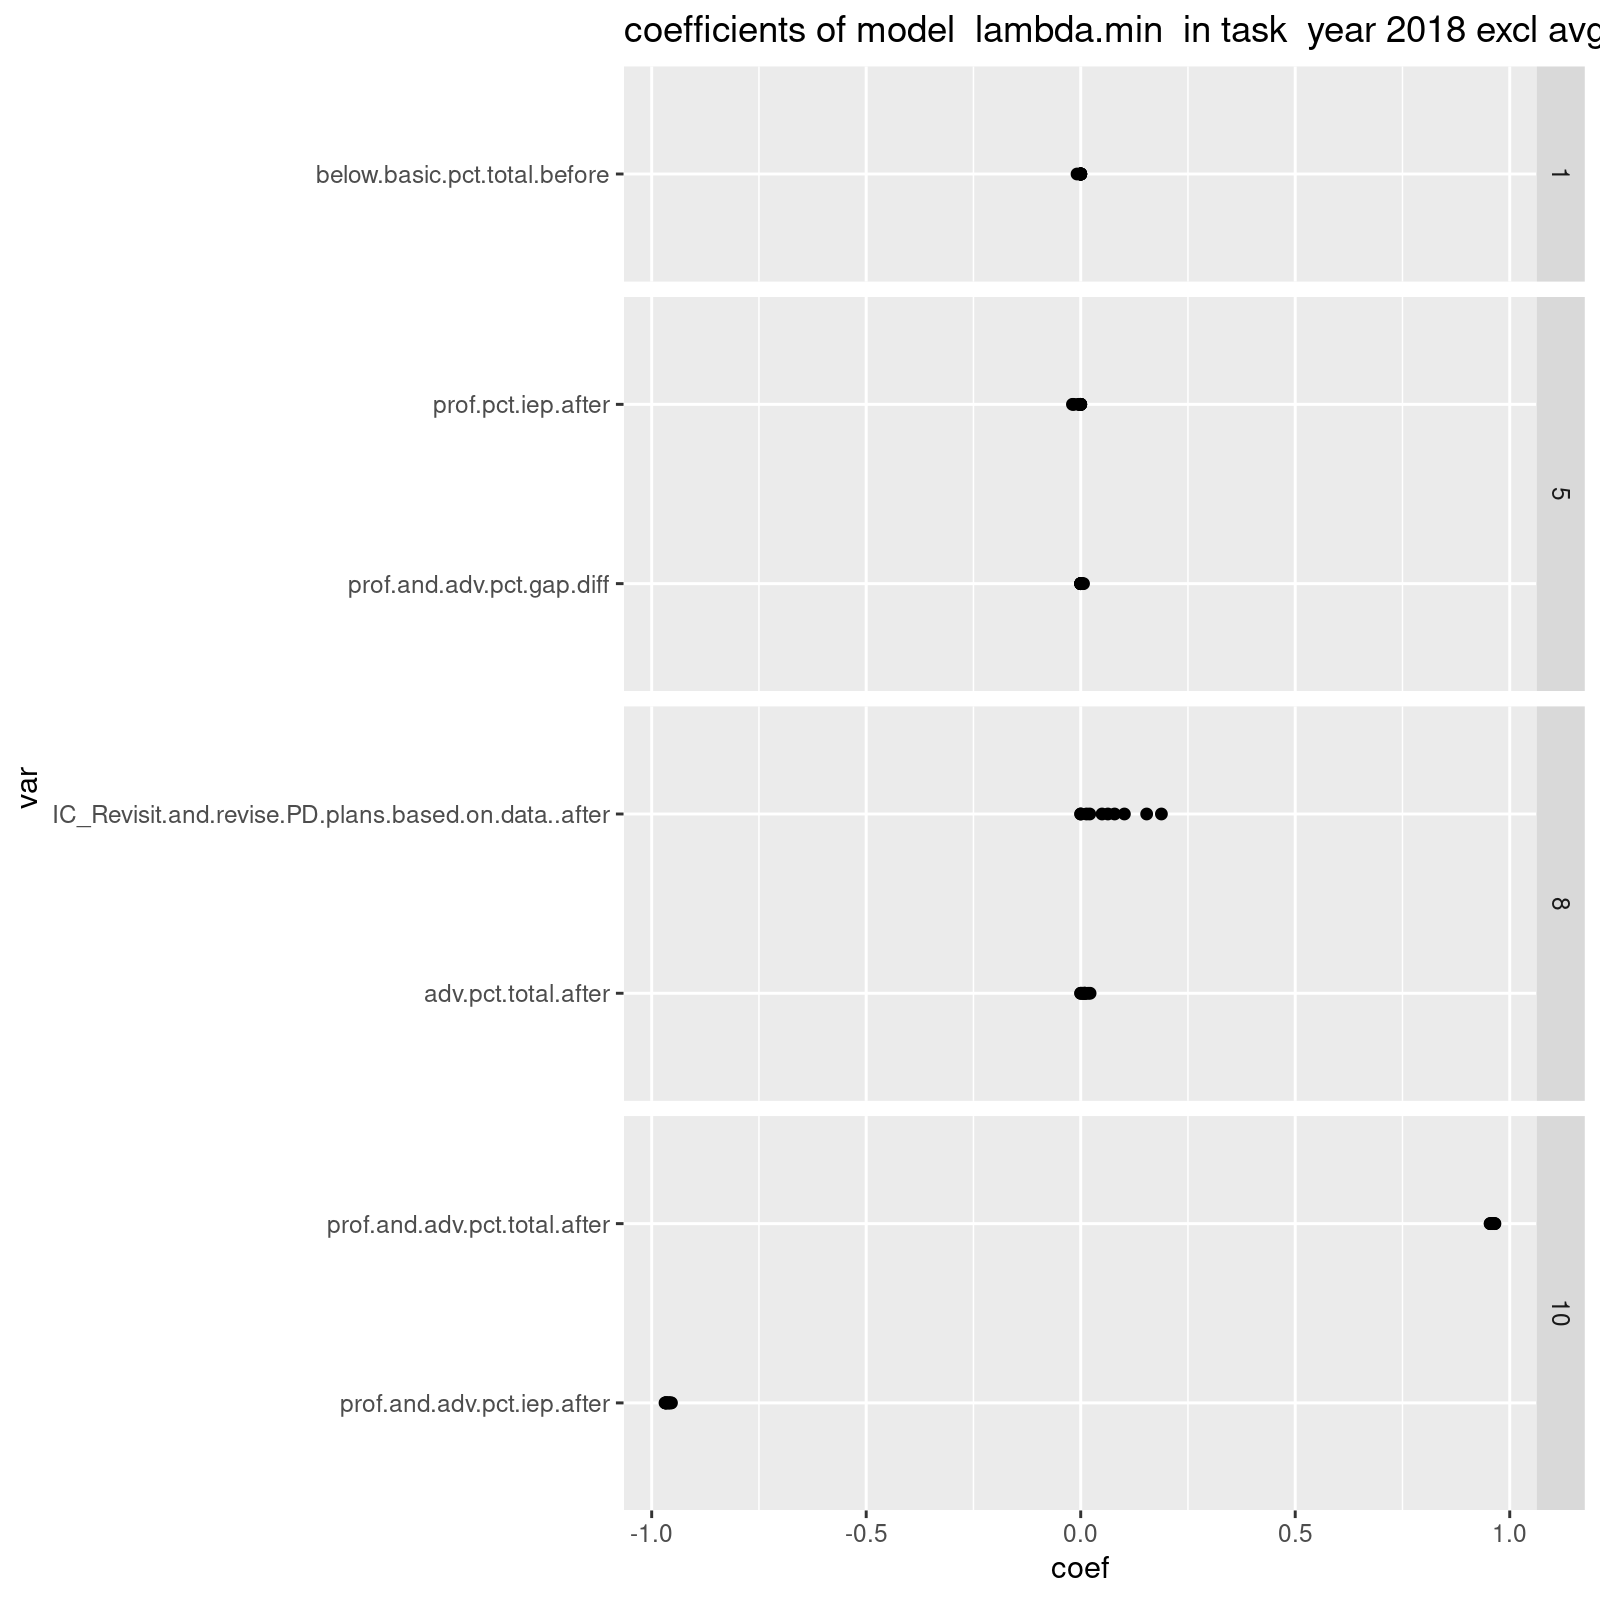 coefficients of model lambda.min in task year 2018 excl avg
below.basic.pct.total.before
1
prof.pct.iep.after
prof.and.adv.pct.gap.diff
5
var
IC_Revisit.and.revise.PD.plans.based.on.data..after
adv.pct.total.after
8
prof.and.adv.pct.total.after
prof.and.adv.pct.iep.after
10
-1.0 -0.5 0.0 0.5 1.0
coef